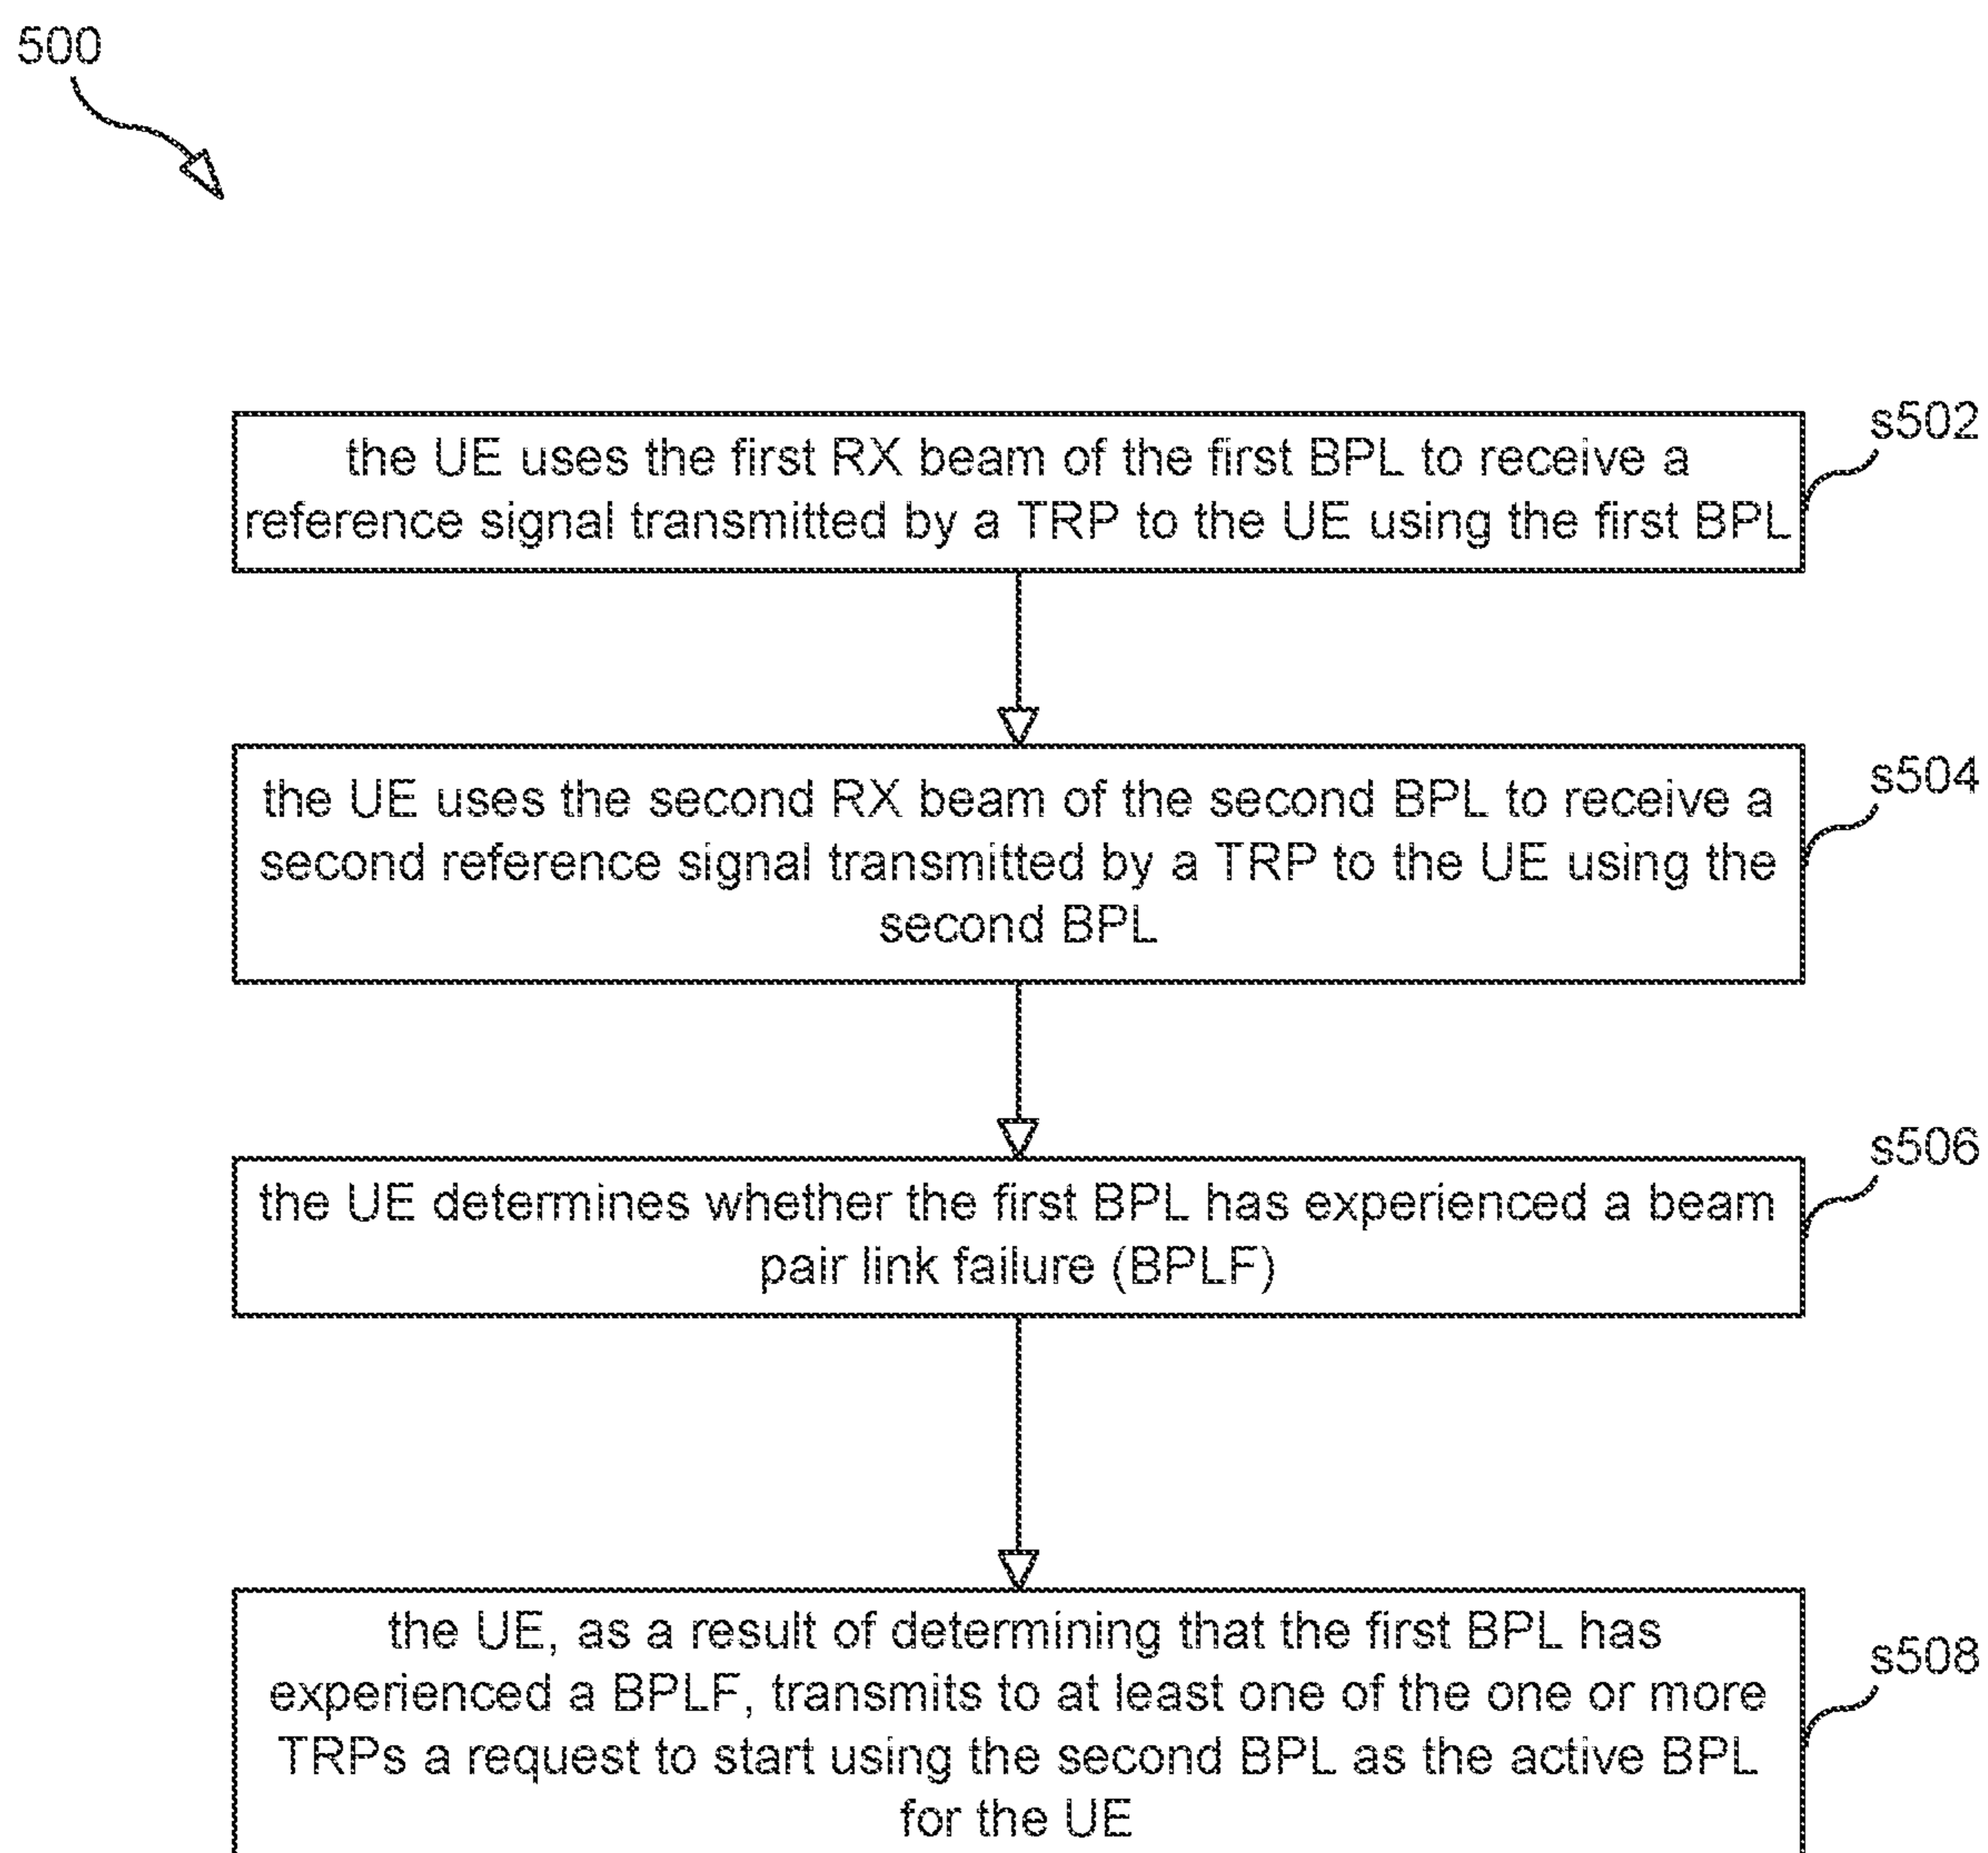 500
s502
the UE uses the first RX beam of the first BPL to receive a
reference signal transmitted by a TRP to the UE using the first BPL
s504
the UE uses the second RX beam of the second BPL to receive a
second reference signal transmitted by a TRP to the UE using the
second BPL
s506
the UE determines whether the first BPL has experienced a beam
pair link failure (BPLF)
s508
the UE, as a result of determining that the first BPL has
experienced a BPLF, transmits to at least one of the one or more
TRPs a request to start using the second BPL as the active BPL
for the UE